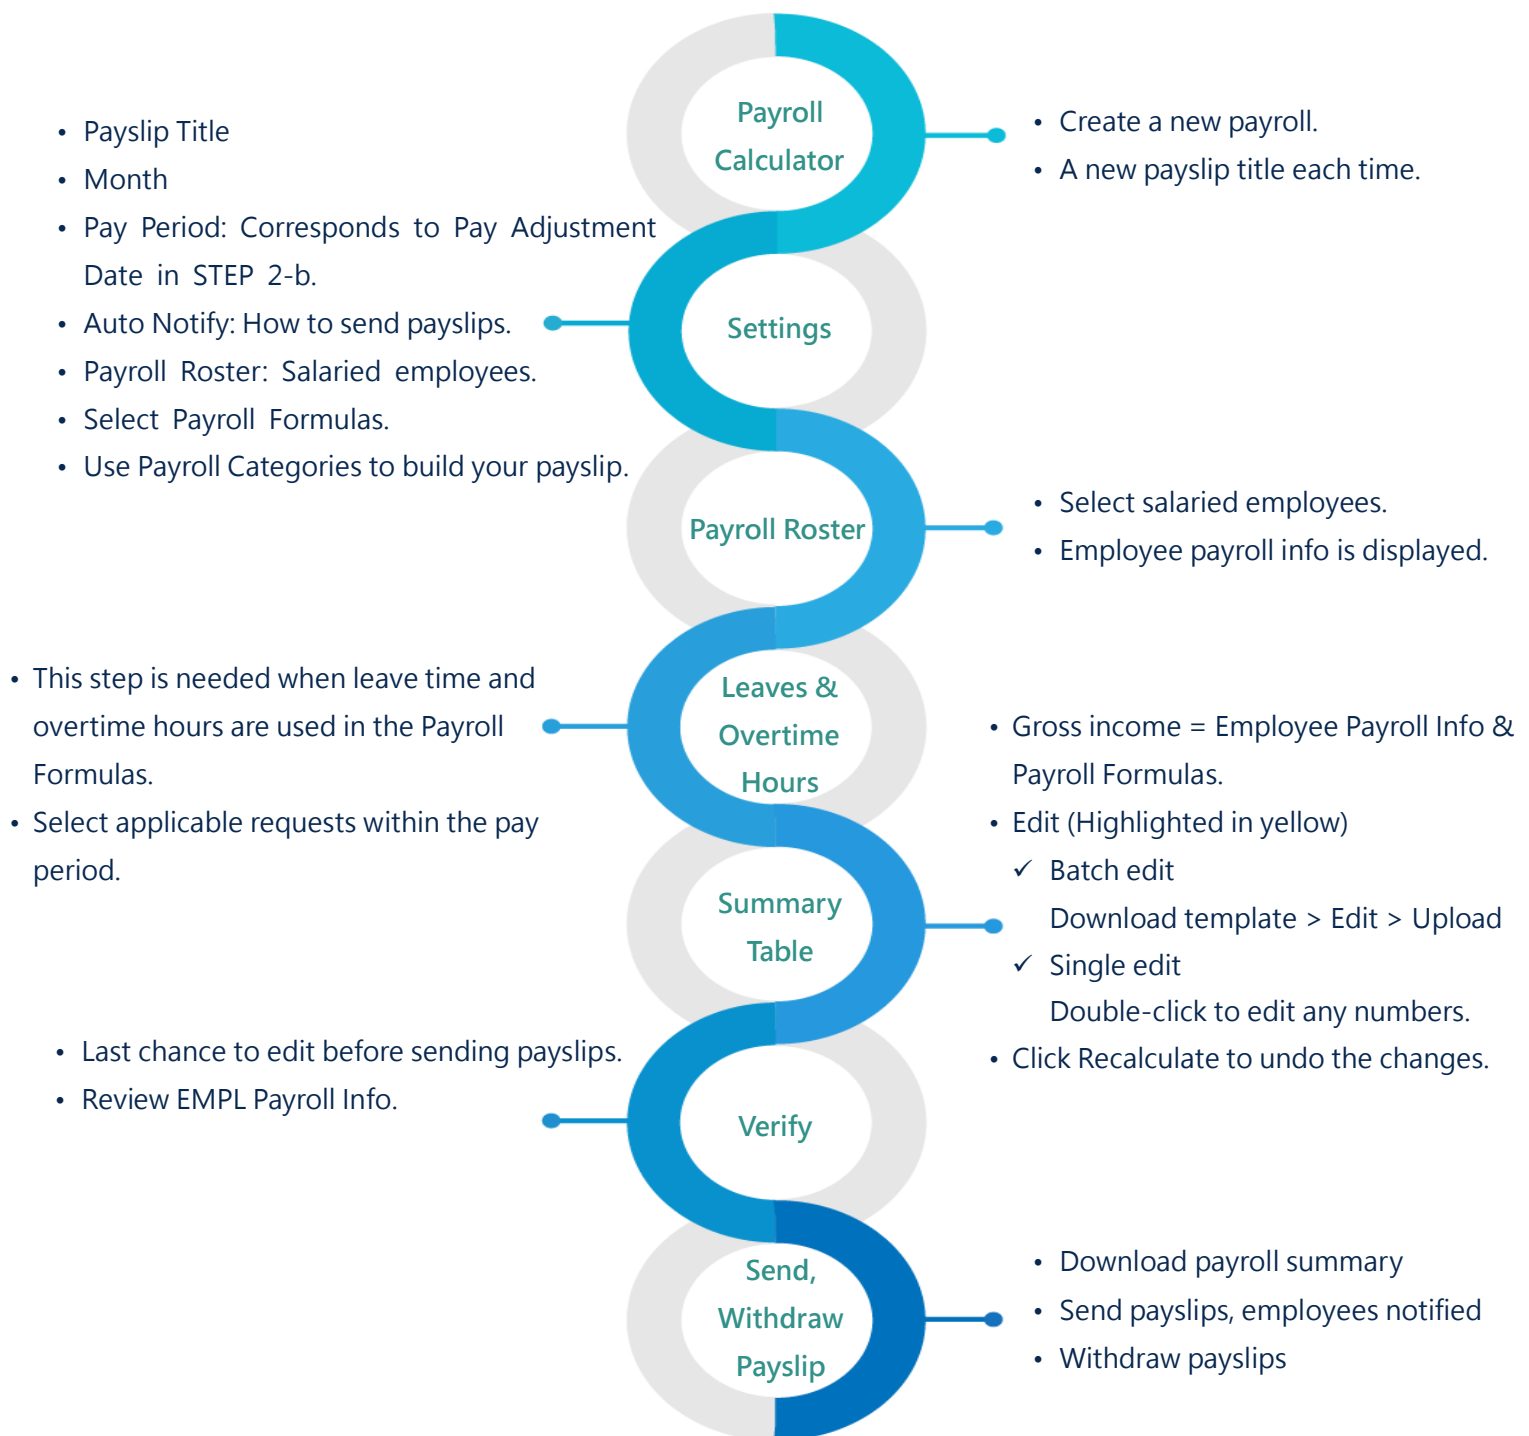 Payroll
Calculator
• Create a new payroll.
• A new payslip title each time.
• Payslip Title
• Month
• Pay Period: Corresponds to Pay Adjustment
Date in STEP 2-b.
• Auto Notify: How to send payslips.
• Payroll Roster: Salaried employees.
• Select Payroll Formulas.
• Use Payroll Categories to build your payslip.
Settings
Payroll Roster
• Select salaried employees.
• Employee payroll info is displayed.
• This step is needed when leave time and
overtime hours are used in the Payroll
Formulas.
• Select applicable requests within the pay
period.
Leaves &
Overtime
Hours
Summary
Table
• Gross income = Employee Payroll Info &
Payroll Formulas.
• Edit (Highlighted in yellow)
✓ Batch edit
Download template > Edit > Upload
✓ Single edit
Double-click to edit any numbers.
• Click Recalculate to undo the changes.
• Last chance to edit before sending payslips.
• Review EMPL Payroll Info.
Verify
Send,
Withdraw
Payslip
• Download payroll summary
• Send payslips, employees notified
• Withdraw payslips